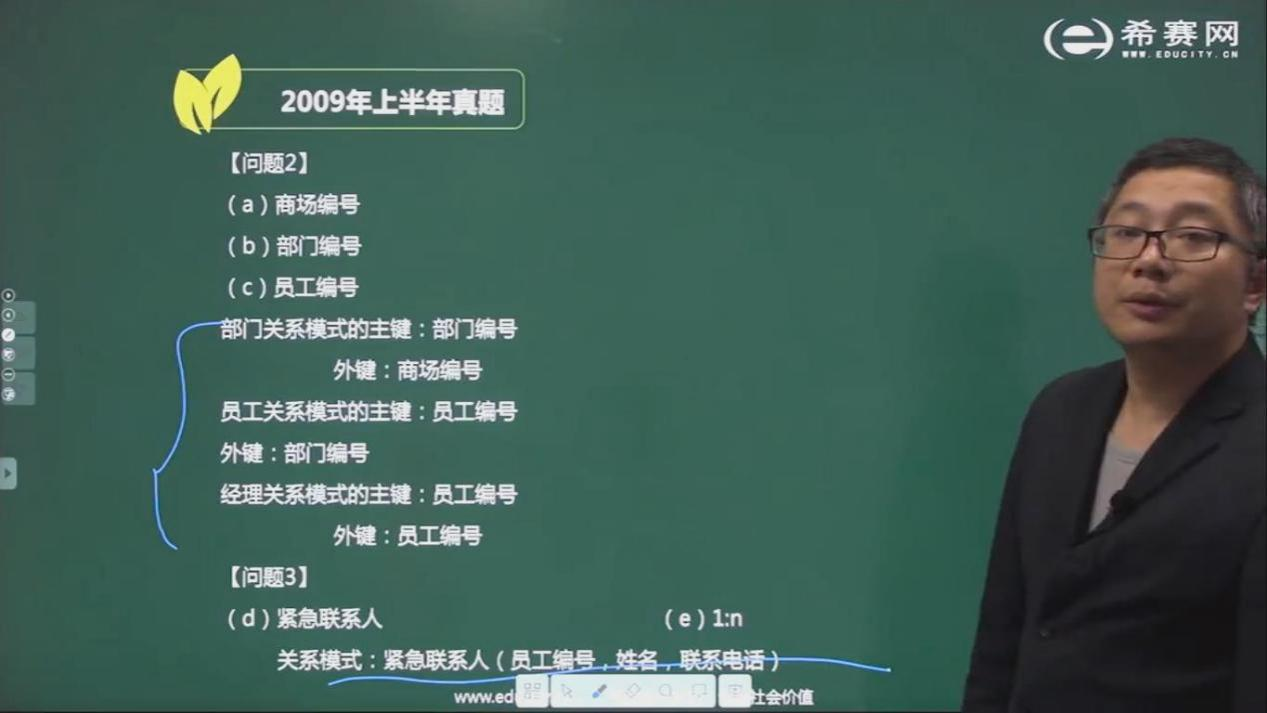 希赛网
WWW.EDUCITY.CN
2009年上半年真题
【问题2】
（a）商场编号
（b）部门编号
（c）员工编号
部门关系模式的主键：部门编号
外键：商场编号
员工关系模式的主键：员工编号
外键：部门编号
经理关系模式的主键：员工编号
外键：员工编号
【问题3】
（d）紧急联系人 （e）1:n
关系模式：紧急联系人（员工编号，姓名，联系电话）
社会价值